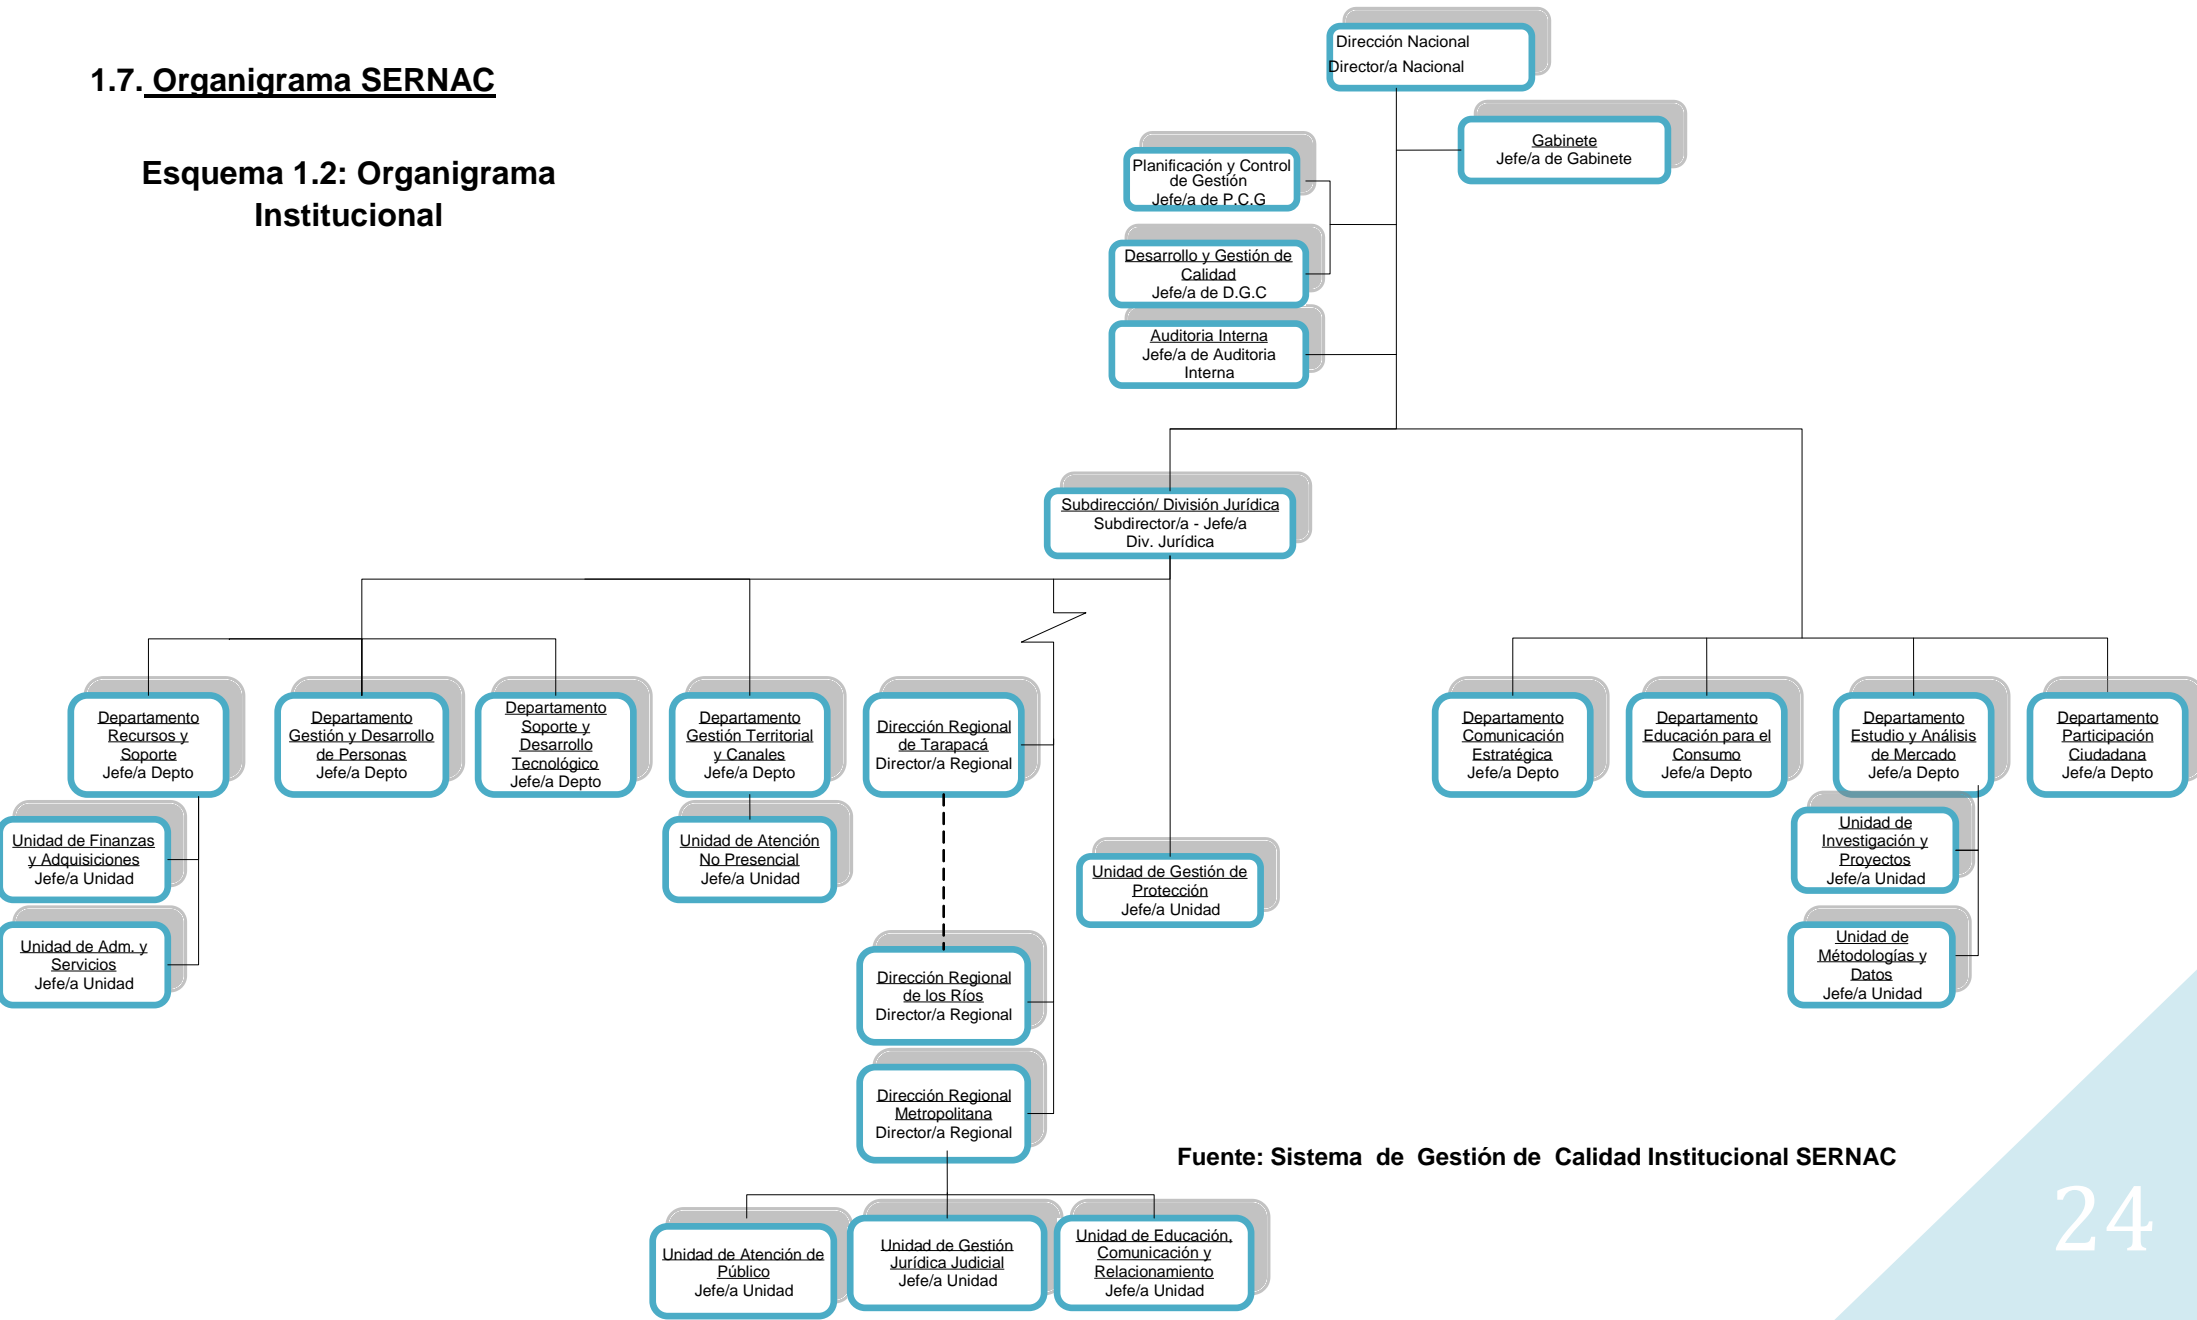 1.7. Organigrama SERNAC
Esquema 1.2: Organigrama
Institucional
Dirección Nacional
Director/a Nacional
Gabinete
Jefe/a de Gabinete
Planificación y Control
de Gestión
Jefe/a de P.C.G
Desarrollo y Gestión de
Calidad
Jefe/a de D.G.C
Auditoria Interna
Jefe/a de Auditoria
Interna
Subdirección/ División Jurídica
Subdirector/a - Jefe/a
Div. Jurídica
Departamento
Recursos y
Soporte
Jefe/a Depto
Departamento
Gestión y Desarrollo
de Personas
Jefe/a Depto
Departamento
Soporte y
Desarrollo
Tecnológico
Jefe/a Depto
Departamento
Gestión Territorial
y Canales
Jefe/a Depto
Dirección Regional
de Tarapacá
Director/a Regional
Departamento
Comunicación
Estratégica
Jefe/a Depto
Departamento
Educación para el
Consumo
Jefe/a Depto
Departamento
Estudio y Análisis
de Mercado
Jefe/a Depto
Departamento
Participación
Ciudadana
Jefe/a Depto
Unidad de Finanzas
y Adquisiciones
Jefe/a Unidad
Unidad de Atención
No Presencial
Jefe/a Unidad
Unidad de Gestión de
Protección
Jefe/a Unidad
Unidad de
Investigación y
Proyectos
Jefe/a Unidad
Unidad de Adm. y
Servicios
Jefe/a Unidad
Unidad de
Métodologías y
Datos
Jefe/a Unidad
Dirección Regional
de los Ríos
Director/a Regional
Dirección Regional
Metropolitana
Director/a Regional
Fuente: Sistema de Gestión de Calidad Institucional SERNAC
Unidad de Atención de
Público
Jefe/a Unidad
Unidad de Gestión
Jurídica Judicial
Jefe/a Unidad
Unidad de Educación,
Comunicación y
Relacionamiento
Jefe/a Unidad
24